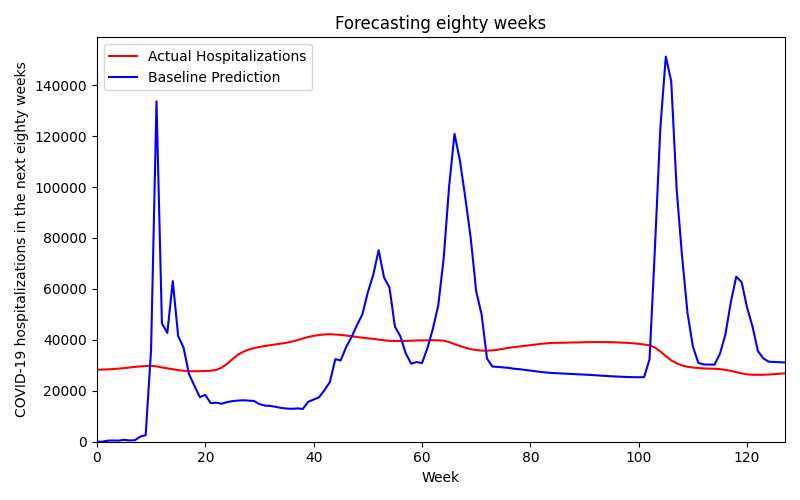 Forecasting eighty weeks
Actual Hospitalizations
Baseline Prediction
COVID-19 hospitalizations in the next eighty weeks
140000
120000
100000
80000
60000
40000
20000
0
0 20 40 60 80 100 120
Week